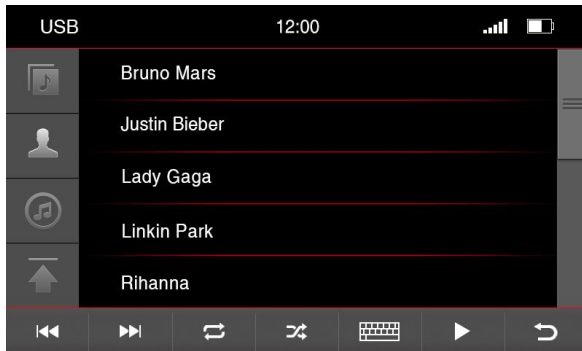 USB 12:00
Bruno Mars
Justin Bieber
Lady Gaga
Linkin Park
Rihanna